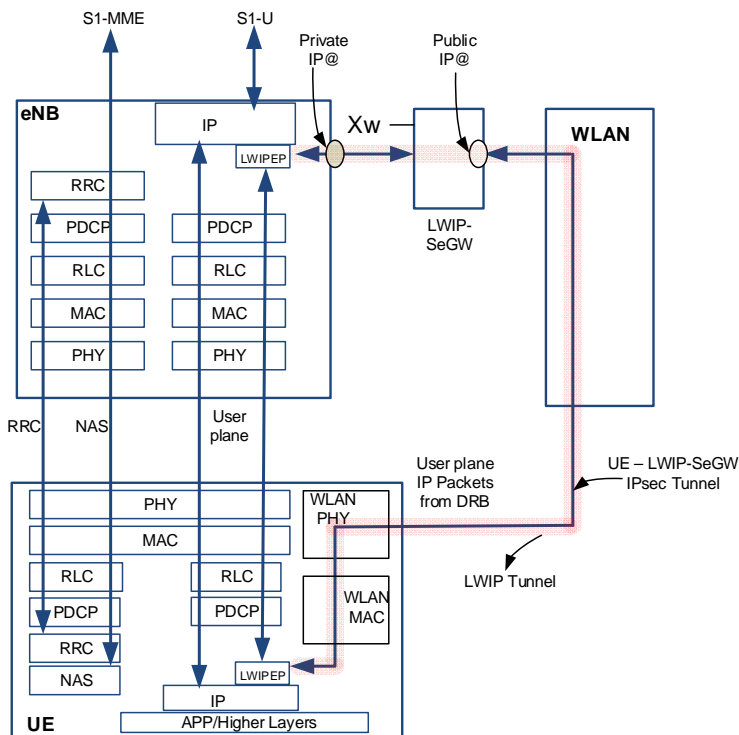 S1-MME
S1-U
Private
IP@
Public
IP@
eNB
IP
Xw
WLAN
LWIPEP
RRC
PDCP
PDCP
LWIP-
SeGW
RLC
RLC
MAC
MAC
PHY
PHY
RRC
NAS
User
plane
User plane
IP Packets
from DRB
UE – LWIP-SeGW
IPsec Tunnel
LWIP Tunnel
PHY
WLAN
PHY
MAC
RLC
RLC
WLAN
MAC
PDCP
PDCP
RRC
NAS
LWIPEP
IP
APP/Higher Layers
UE